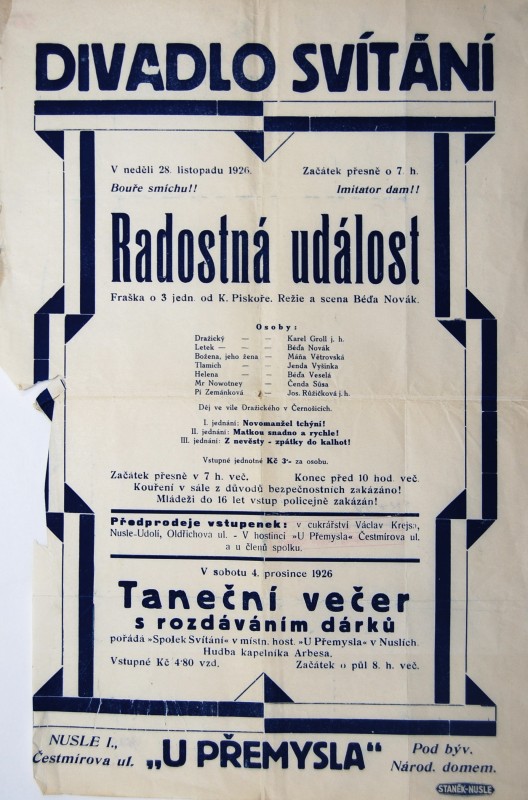 DIVADLO SVÍTÁNÍ
V neděli 28. listopadu 1926. Začátek přesně o 7. h.
Bouře smíchu!! Imitator dam!!
Radostná událost
Fraška o 3 jedn. od K. Piskoře. Režie a scena Béďa Novák.
Osoby:
Dražický — — Karel Groll j. h.
Letek — — — Béďa Novák
Božena, jeho žena — Máňa Větrovská
Tlamich — — Jenda Vyšinka
Helena — — Béďa Veselá
Mr Nowotney — Čenda Sůsa
Pí Zemánková — Jos. Růžičková j. h.
Děj ve vile Dražického v Černošicích.
I. jednání: Novomanžel tchýní!
II. jednání: Matkou snadno a rychle!
III. jednání: Z nevěsty - zpátky do kalhot!
Vstupné jednotné Kč 3·- za osobu.
Začátek přesně v 7 h. več. Konec před 10 hod. več.
Kouření v sále z důvodů bezpečnostních zakázáno!
Mládeži do 16 let vstup policejně zakázán!
Předprodeje vstupenek: v cukrářství Václav Krejsa,
Nusle-Udolí, Oldřichova ul. - V hostinci »U Přemysla« Čestmírova ul.
a u členů spolku.
V sobotu 4. prosince 1926
Taneční večer
s rozdáváním dárků
pořádá »Spolek Svítání« v místn. host. »U Přemysla« v Nuslích.
Hudba kapelníka Arbesa.
Vstupné Kč 4·80 vzd. Začátek o půl 8. h. več.
NUSLE I.,
Čestmírova ul.
„U PŘEMYSLA"
Pod býv.
Národ. domem.
STANĚK-NUSLE